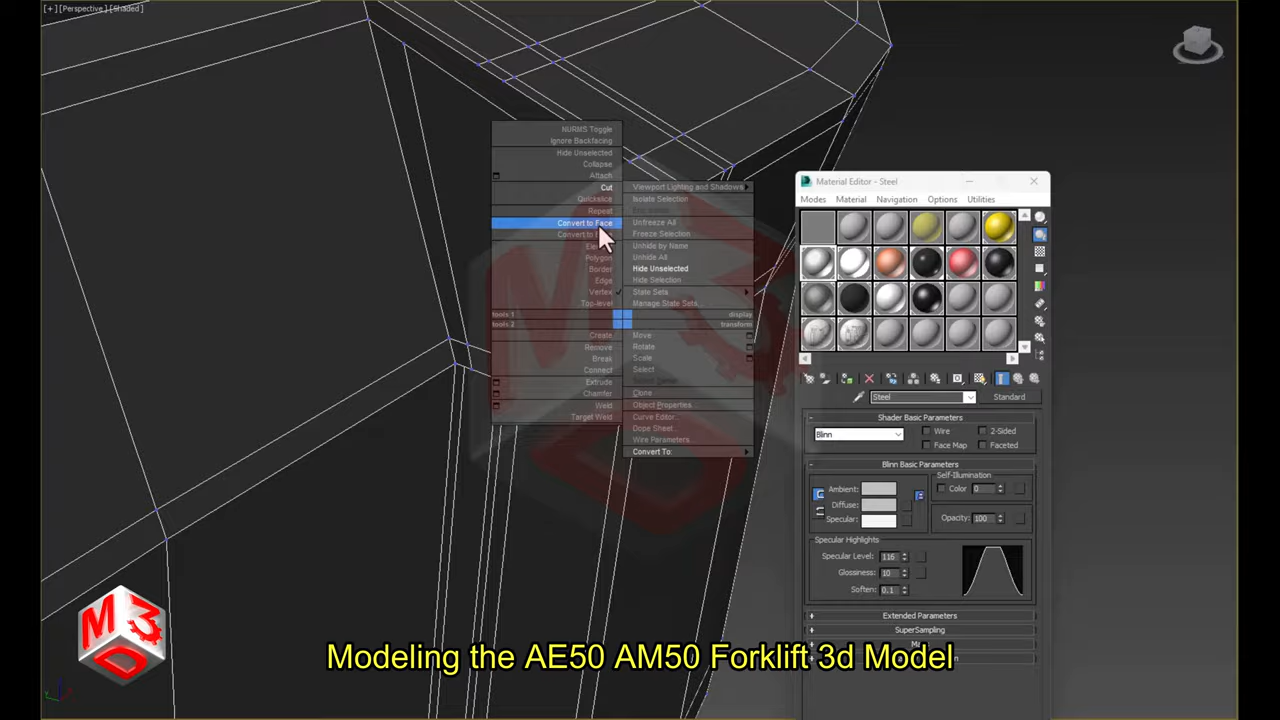 [+][Perspective][Shaded]
NURMS Toggle
Ignore Backfacing
Hide Unselected
Collapse
Attach
Cut
Quickslice
Repeat
Convert to Face
Convert to
Polygon
Border
Edge
Vertex
Top-level
tools 1
tools 2
Create
Remove
Break
Connect
Extrude
Chamfer
Weld
Target Weld
Viewport Lighting and Shadows
Isolate Selection
Unfreeze All
Freeze Selection
Unhide by Name
Unhide All
Hide Unselected
Hide Selection
State Sets
Manage State Sets...
display
transform
Move
Rotate
Scale
Select
Clone
Object Properties...
Curve Editor...
Dope Sheet...
Wire Parameters...
Convert To:
Material Editor - Steel
Modes Material Navigation Options Utilities
Steel Standard
Shader Basic Parameters
Blinn Wire 2-Sided
Face Map Faceted
Blinn Basic Parameters
Self-Illumination
Ambient: Color 0
Diffuse:
Specular: Opacity: 100
Specular Highlights
Specular Level: 116
Glossiness: 10
Soften: 0.1
Extended Parameters
SuperSampling
M3D
Modeling the AE50 AM50 Forklift 3d Model